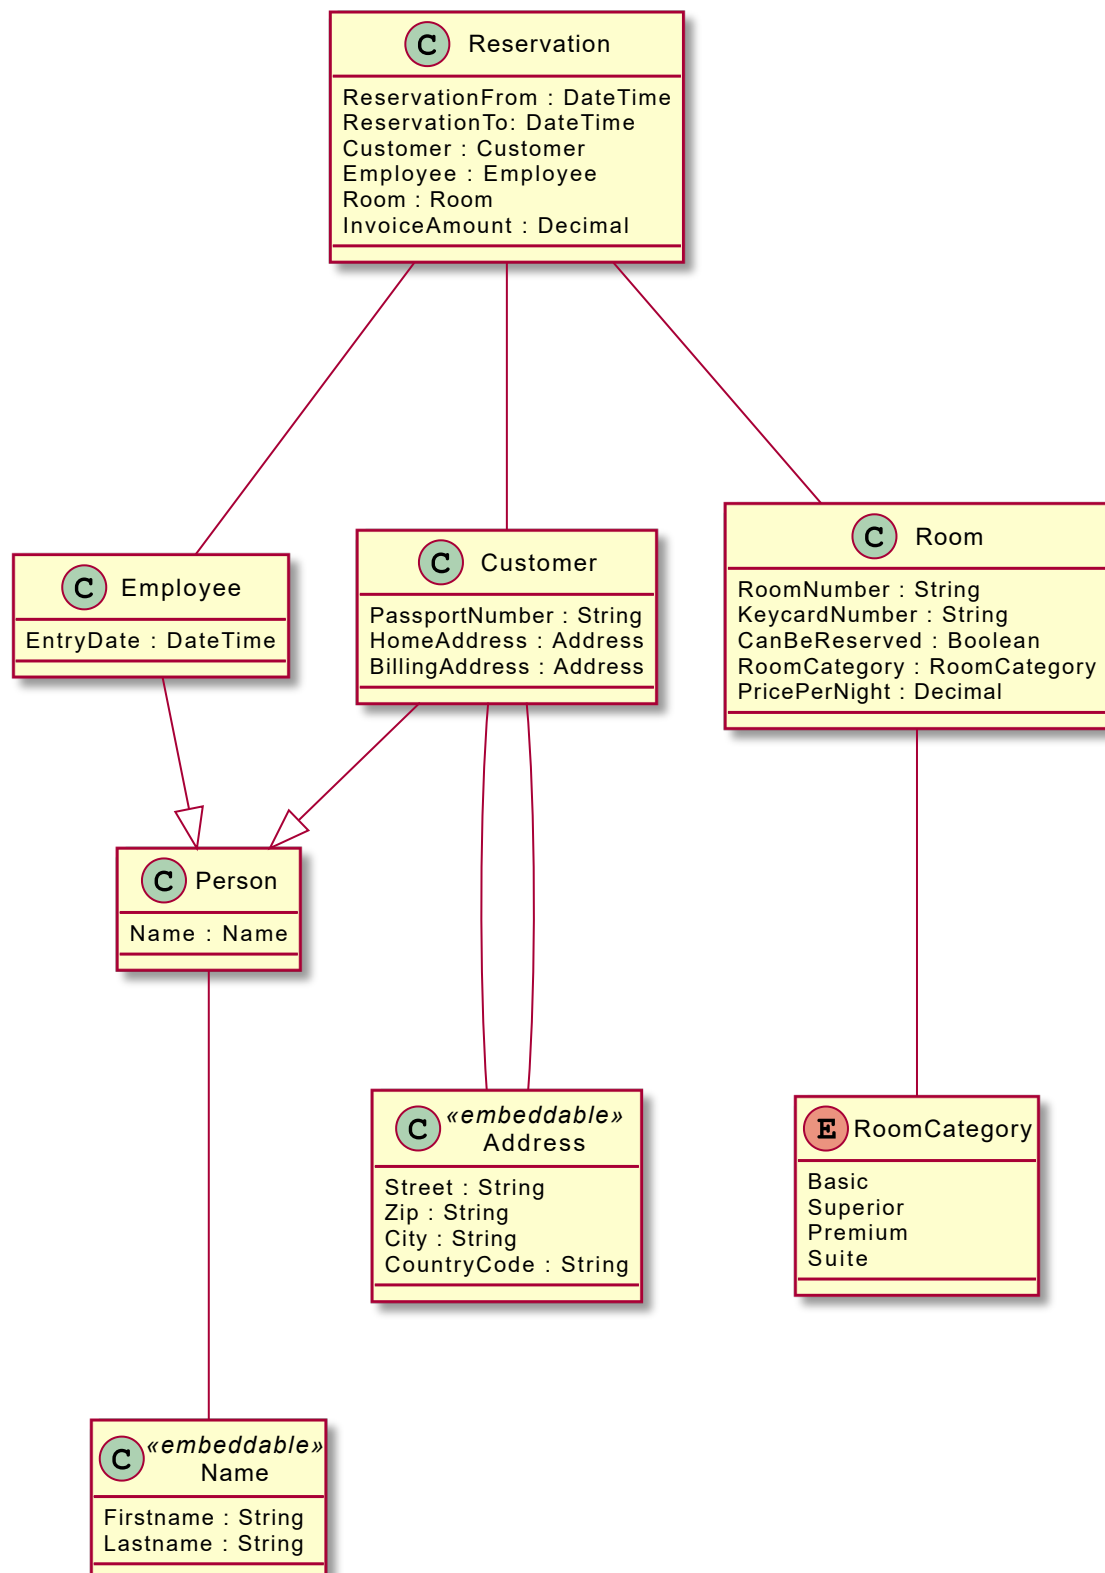 C Reservation
ReservationFrom : DateTime
ReservationTo: DateTime
Customer : Customer
Employee : Employee
Room : Room
InvoiceAmount : Decimal
C Employee
EntryDate : DateTime
C Customer
PassportNumber : String
HomeAddress : Address
BillingAddress : Address
C Room
RoomNumber : String
KeycardNumber : String
CanBeReserved : Boolean
RoomCategory : RoomCategory
PricePerNight : Decimal
C Person
Name : Name
C «embeddable»
Address
Street : String
Zip : String
City : String
CountryCode : String
E RoomCategory
Basic
Superior
Premium
Suite
C «embeddable»
Name
Firstname : String
Lastname : String